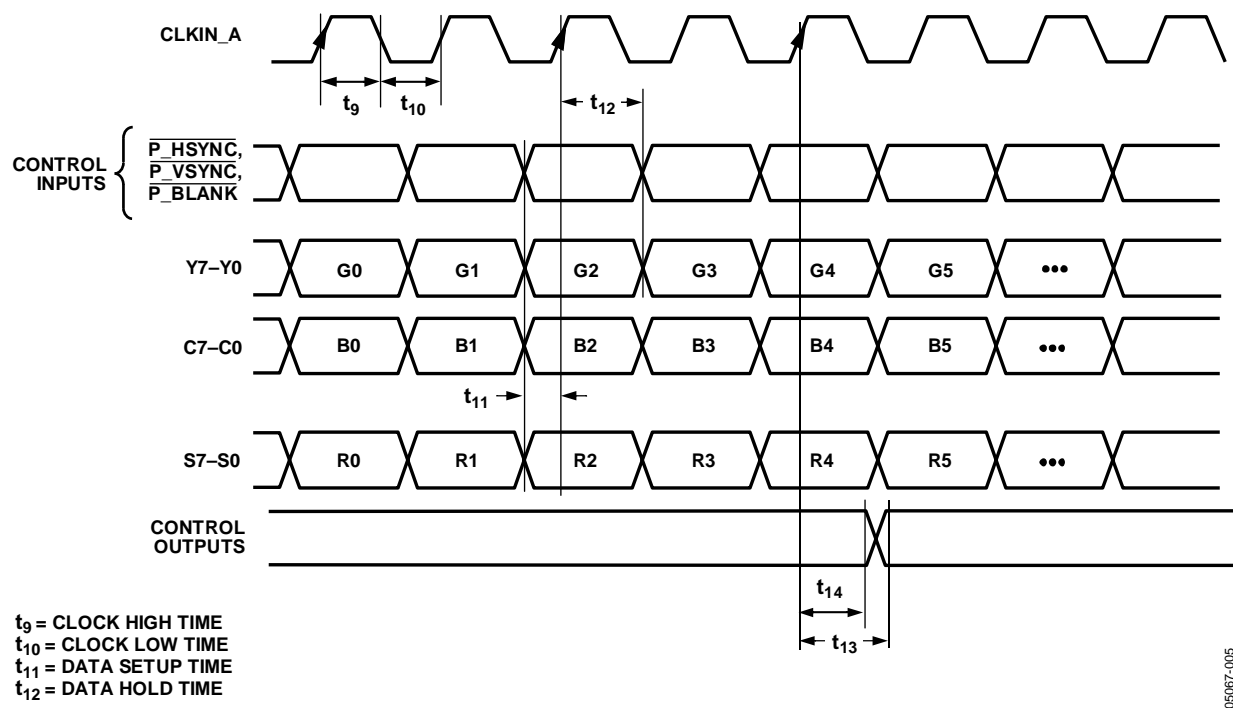 CLKIN_A
t9
t10
t12
CONTROL
INPUTS
P_HSYNC,
P_VSYNC,
P_BLANK
Y7–Y0
G0 G1 G2 G3 G4 G5 •••
C7–C0
B0 B1 B2 B3 B4 B5 •••
t11
S7–S0
R0 R1 R2 R3 R4 R5 •••
CONTROL
OUTPUTS
t14
t13
t9 = CLOCK HIGH TIME
t10 = CLOCK LOW TIME
t11 = DATA SETUP TIME
t12 = DATA HOLD TIME
05067-005